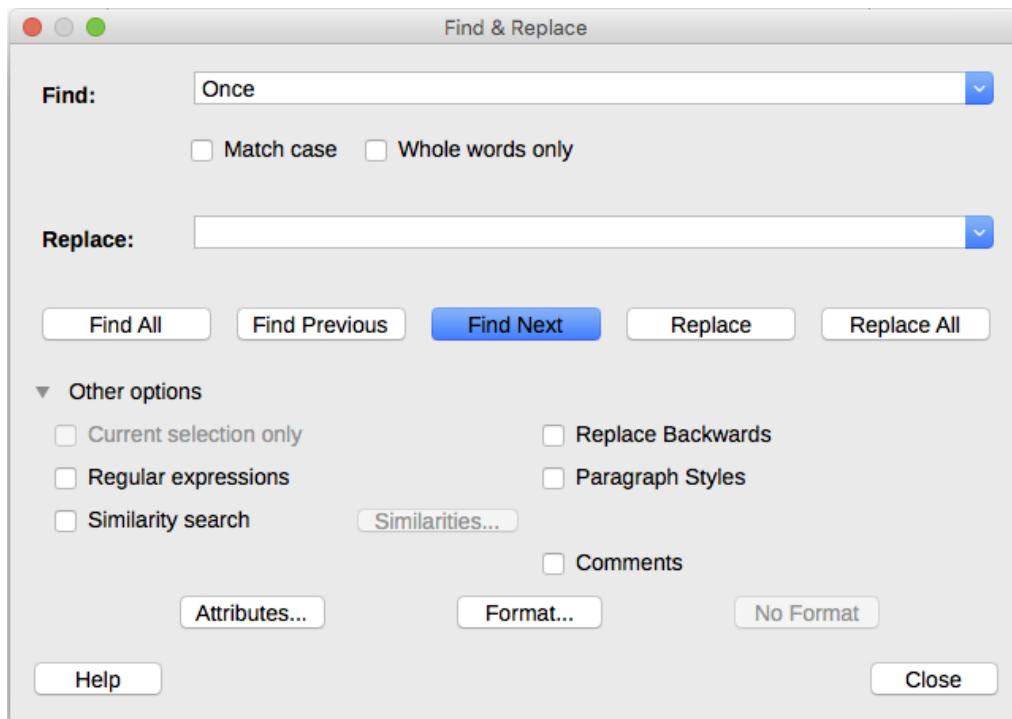 Find & Replace
Find: Once
Match case Whole words only
Replace:
Find All Find Previous Find Next Replace Replace All
Other options
Current selection only Replace Backwards
Regular expressions Paragraph Styles
Similarity search Similarities...
Comments
Attributes... Format... No Format
Help Close